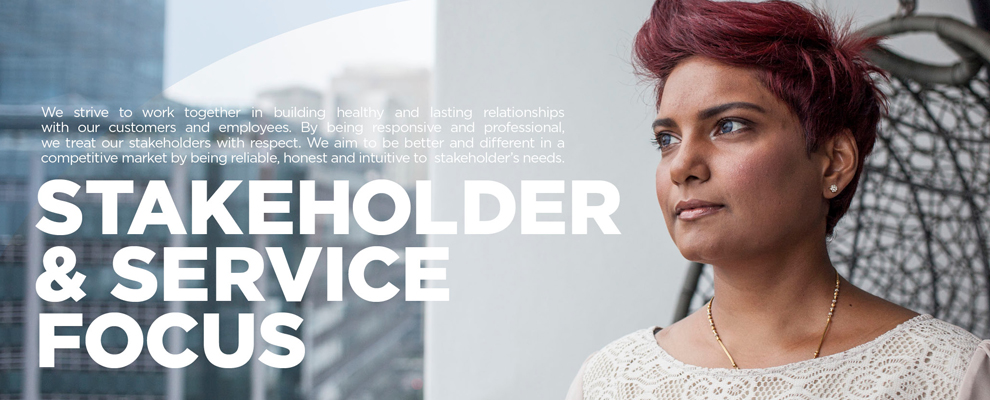 We strive to work together in building healthy and lasting relationships
with our customers and employees. By being responsive and professional,
we treat our stakeholders with respect. We aim to be better and different in a
competitive market by being reliable, honest and intuitive to stakeholder's needs.
STAKEHOLDER
& SERVICE
FOCUS